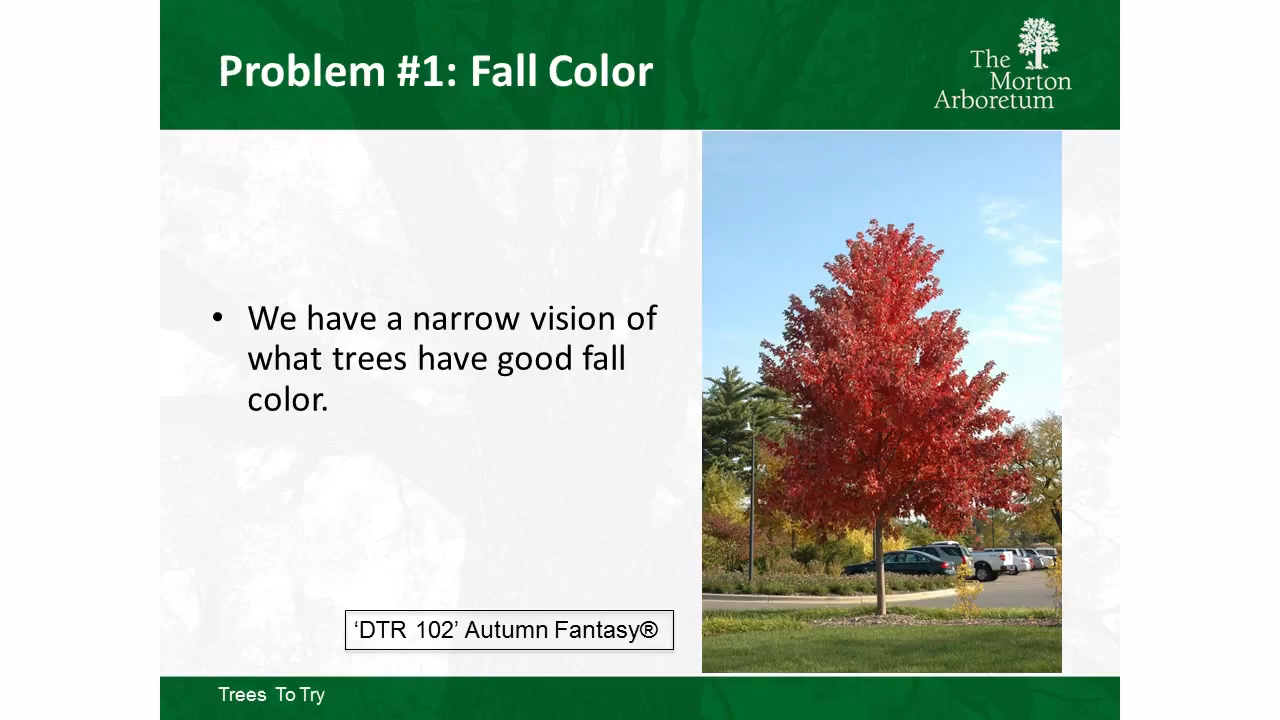 Problem #1: Fall Color
The
Morton
Arboretum
• We have a narrow vision of
what trees have good fall
color.
‘DTR 102’ Autumn Fantasy®
Trees To Try